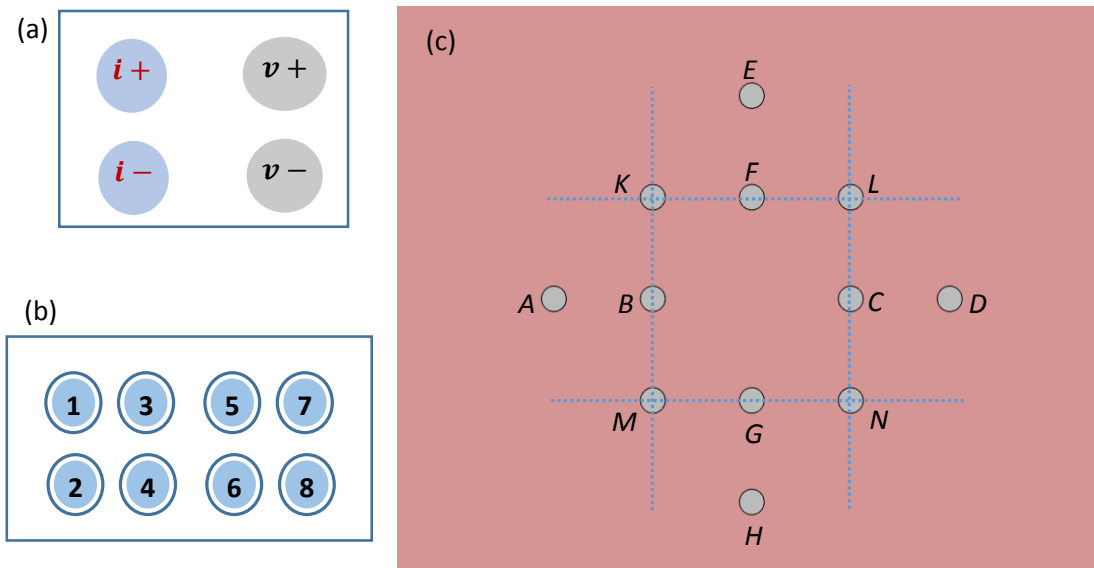 (a)
i + v +
i − v −
(b)
1 3 5 7
2 4 6 8
(c)
E
K F L
A B C D
M G N
H